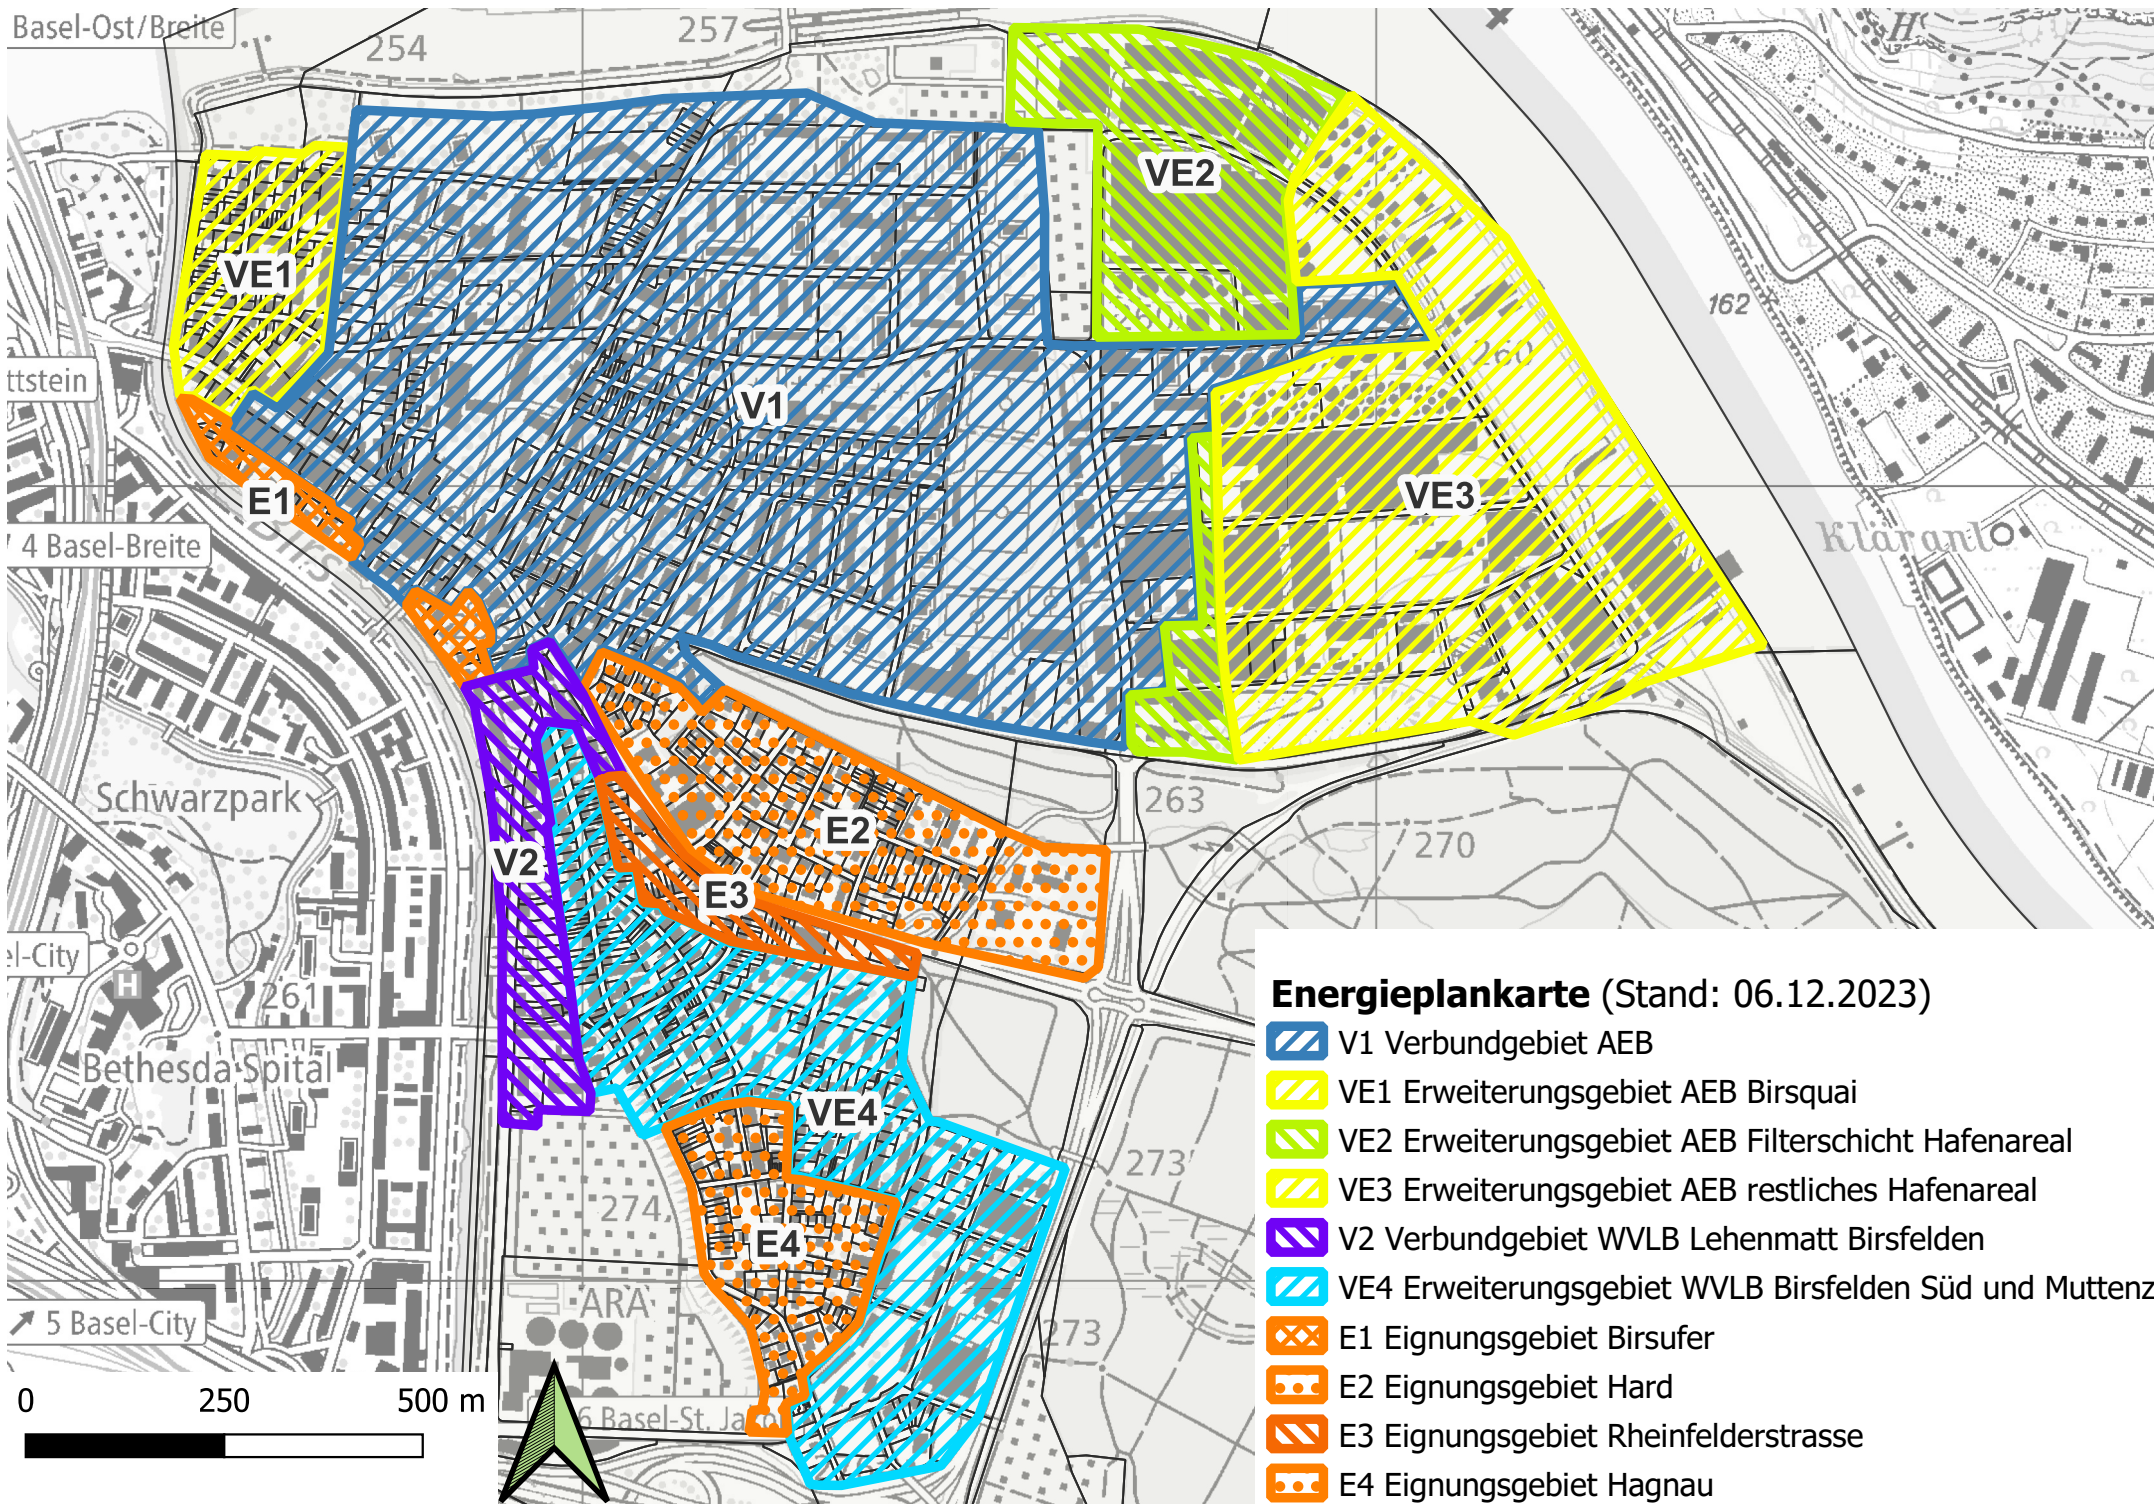 Basel-Ost/Breite
254
257
H
VE2
VE1
162
ttstein
260
V1
VE3
E1
Birs
4 Basel-Breite
Kläranl
Schwarzpark
263
270
E2
V2
E3
el-City
H
261
Bethesda-Spital
VE4
273
274
E4
ARA
273
5 Basel-City
6 Basel-St. Jakob
0 250 500 m
Energieplankarte (Stand: 06.12.2023)
V1 Verbundgebiet AEB
VE1 Erweiterungsgebiet AEB Birsquai
VE2 Erweiterungsgebiet AEB Filterschicht Hafenareal
VE3 Erweiterungsgebiet AEB restliches Hafenareal
V2 Verbundgebiet WVLB Lehenmatt Birsfelden
VE4 Erweiterungsgebiet WVLB Birsfelden Süd und Muttenz
E1 Eignungsgebiet Birsufer
E2 Eignungsgebiet Hard
E3 Eignungsgebiet Rheinfelderstrasse
E4 Eignungsgebiet Hagnau